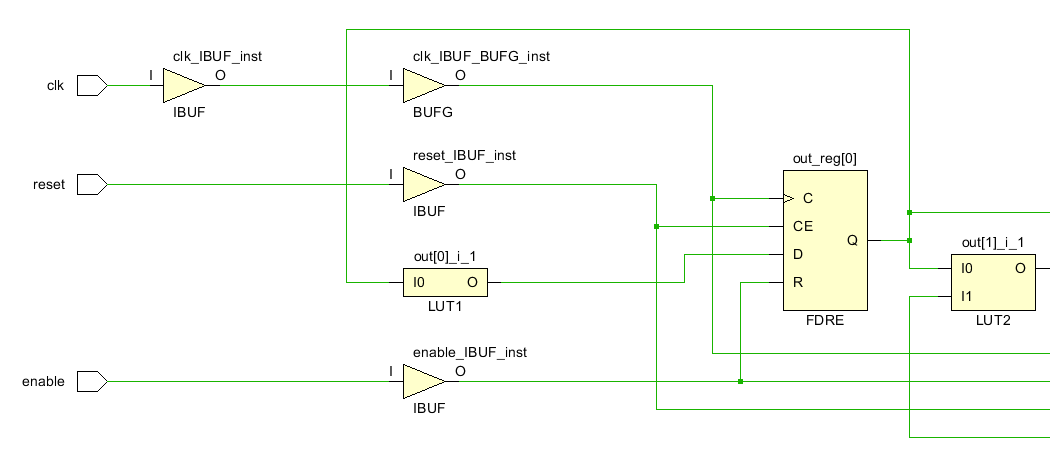 clk_IBUF_inst
clk_IBUF_BUFG_inst
clk
I
O
I
O
IBUF
BUFG
reset_IBUF_inst
out_reg[0]
reset
I
O
C
IBUF
CE
Q
out[0]_i_1
D
out[1]_i_1
I0
O
R
I0
O
LUT1
I1
FDRE
LUT2
enable_IBUF_inst
enable
I
O
IBUF